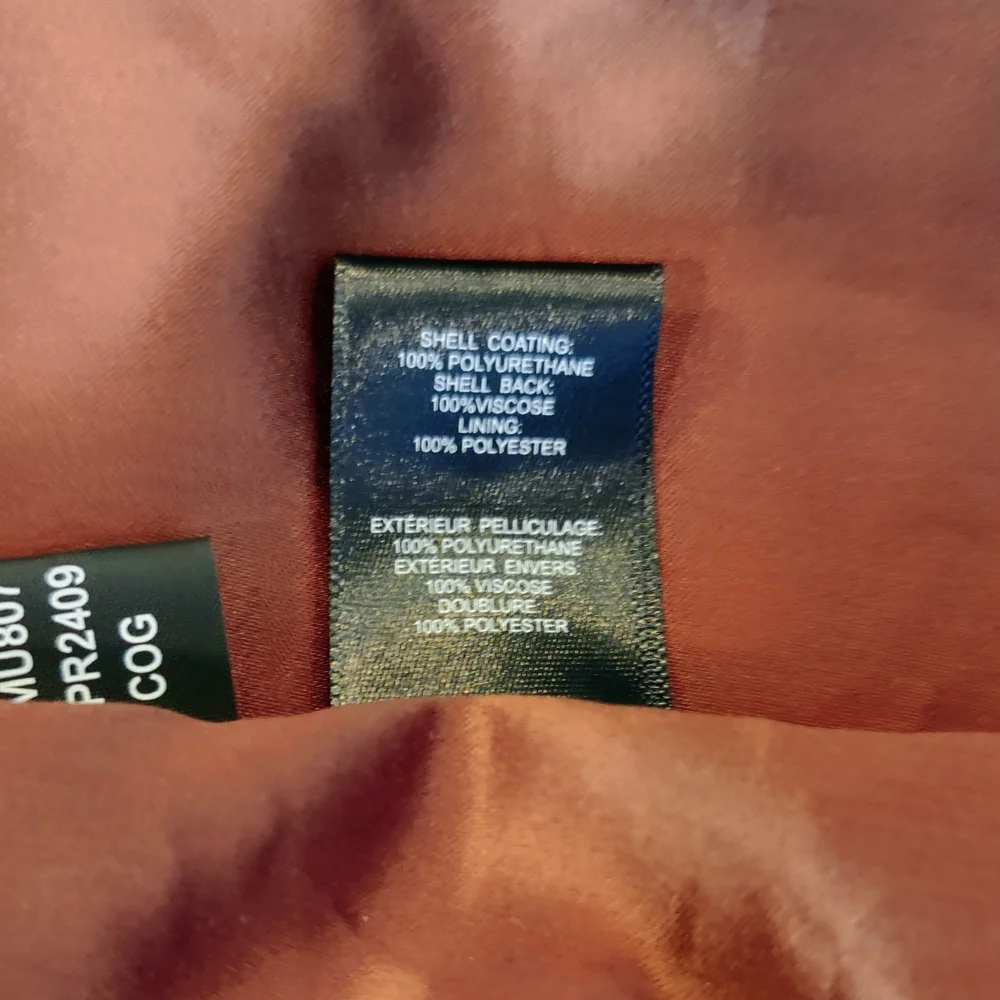 SHELL COATING:
100% POLYURETHANE
SHELL BACK:
100%VISCOSE
LINING:
100% POLYESTER
EXTÉRIEUR PELLICULAGE:
100% POLYURETHANE
EXTÉRIEUR ENVERS:
100% VISCOSE
DOUBLURE:
100% POLYESTER
MU807
PR2409
COG